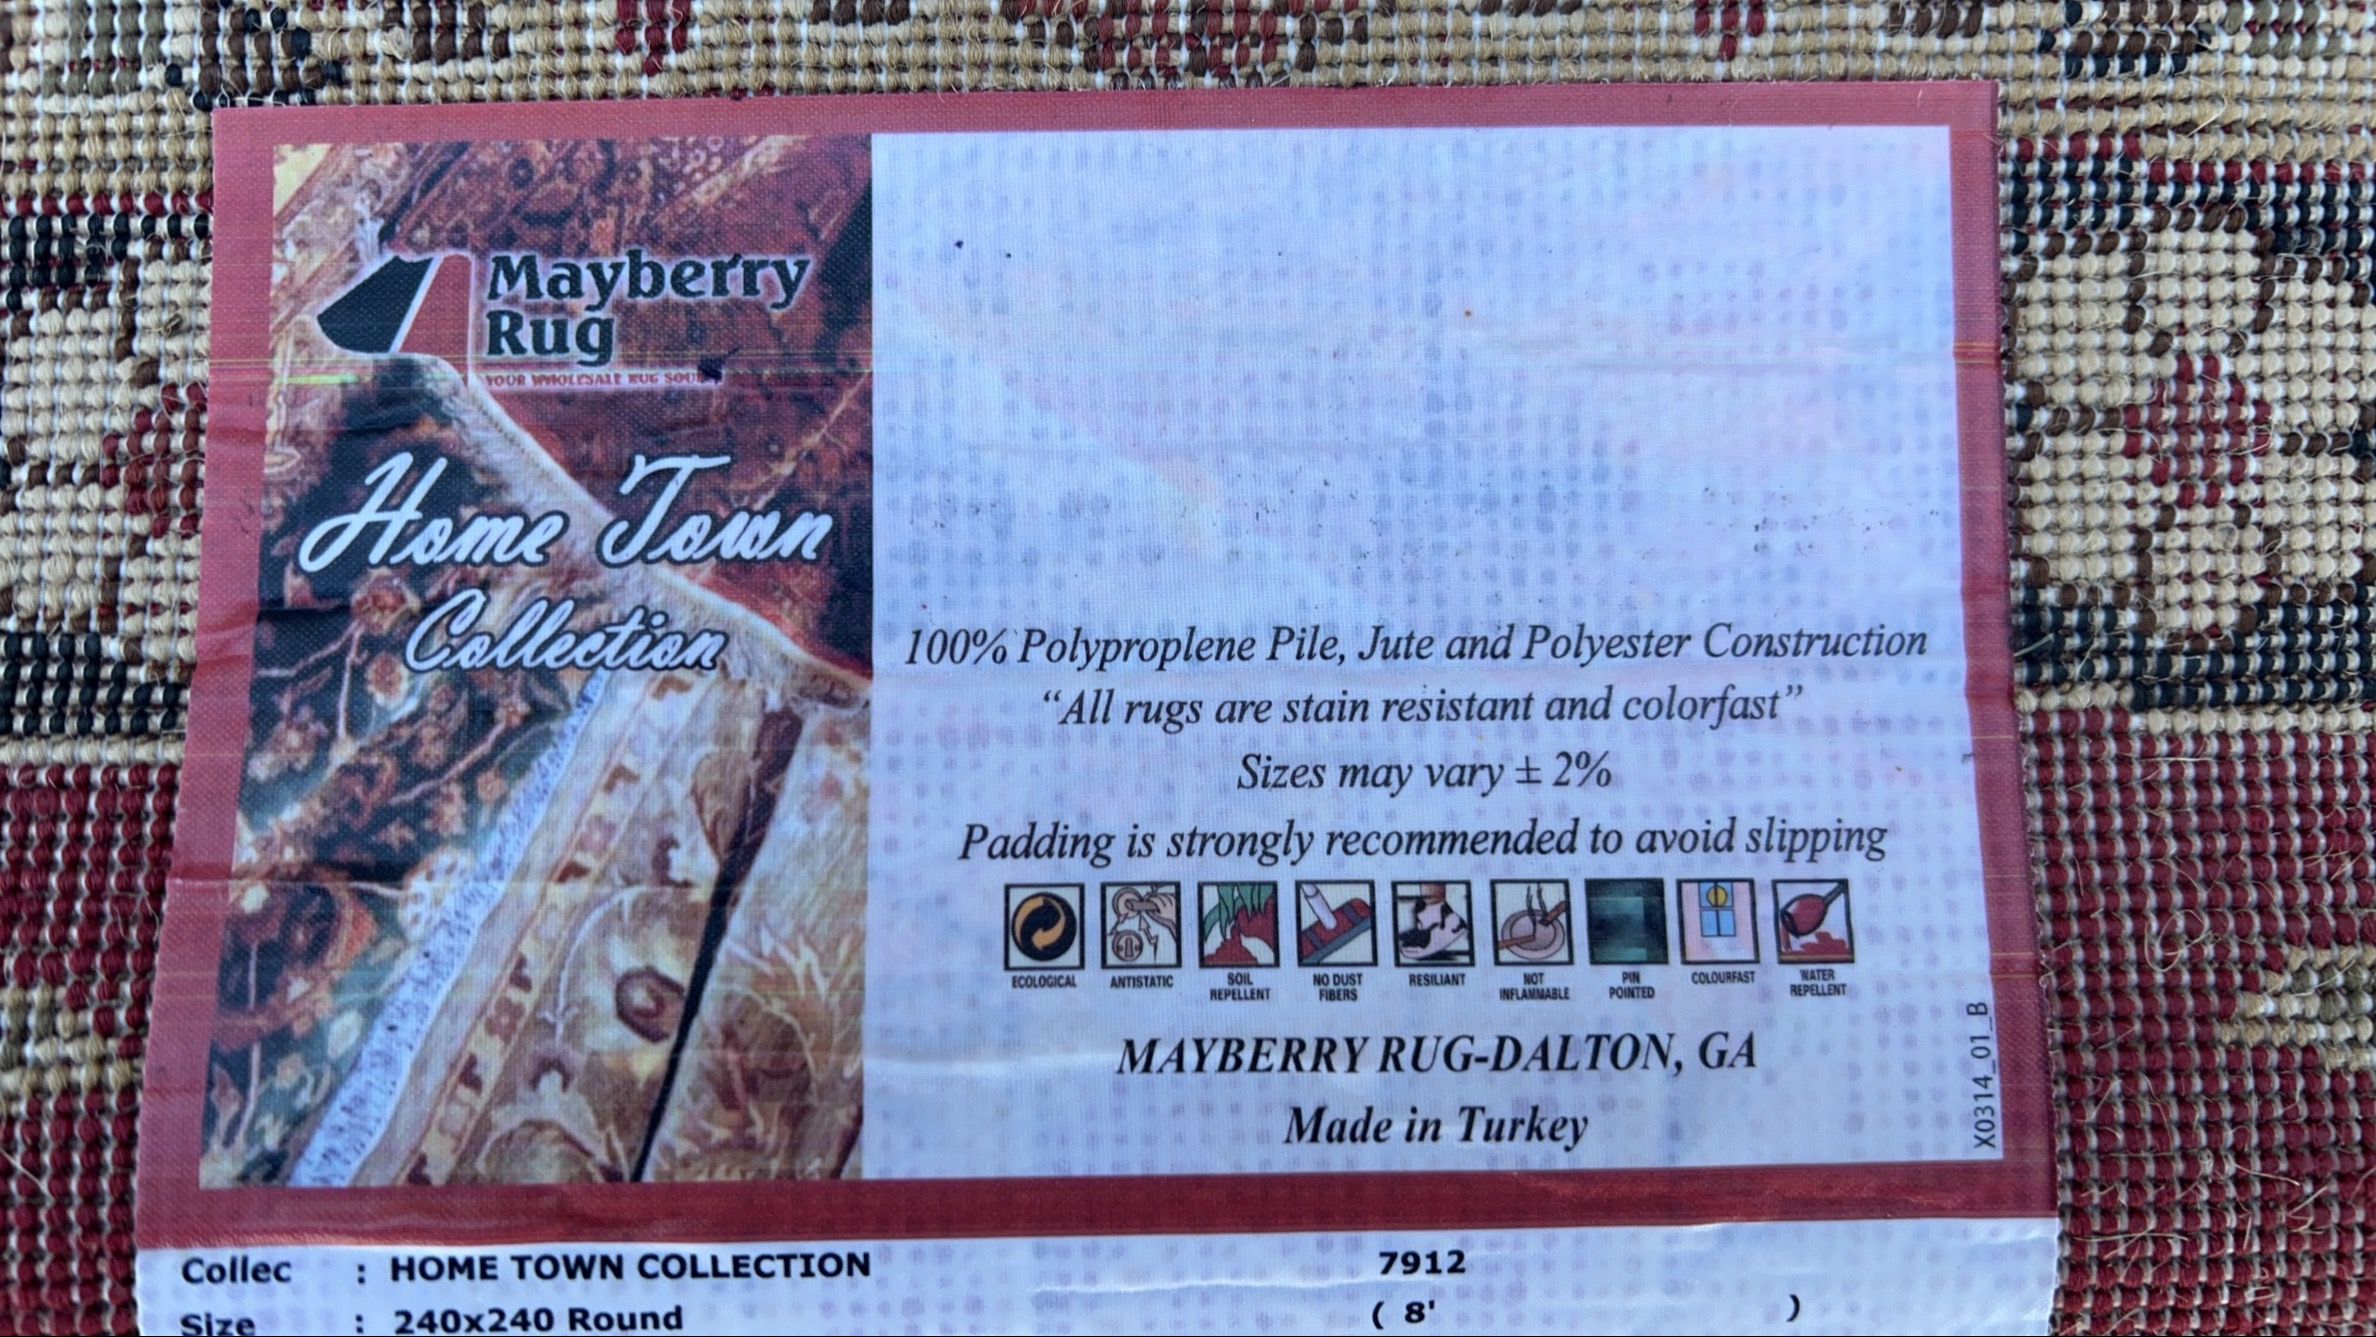 Mayberry
Rug
YOUR WHOLESALE RUG
Home Town
Collection
100% Polyproplene Pile, Jute and Polyester Construction
“All rugs are stain resistant and colorfast”
Sizes may vary ± 2%
Padding is strongly recommended to avoid slipping
ECOLOGICAL
ANTISTATIC
SOIL
REPELLENT
NO DUST
FIBERS
RESILIANT
NOT
INFLAMMABLE
PIN
POINTED
COLOURFAST
WATER
REPELLENT
MAYBERRY RUG-DALTON, GA
Made in Turkey
X0314_01_B
Collec : HOME TOWN COLLECTION 7912
Size : 240x240 Round ( 8' )